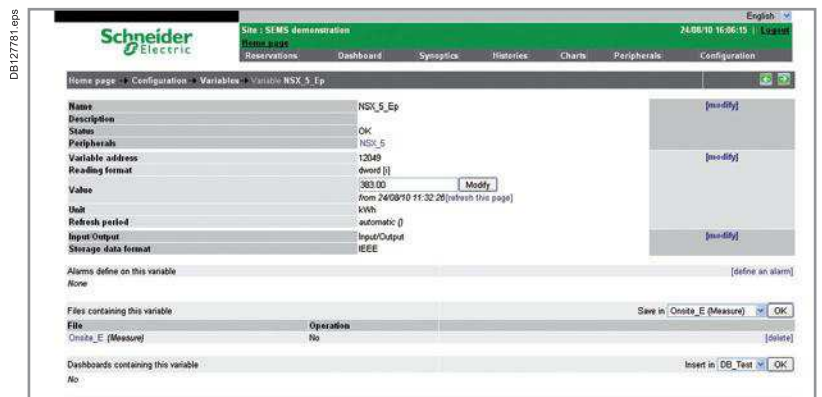 DB127781.eps
English
Schneider Electric
Site : SEMS demonstration
24/08/10 16:06:15 | Logout
Home page
Reservations Dashboard Synoptics Histories Charts Peripherals Configuration
Home page Configuration Variables Variable NSX_5_Ep
Name NSX_5_Ep [modify]
Description
Status OK
Peripherals NSX_5
Variable address 12049 [modify]
Reading format dword [i]
Value 383.00 Modify
from 24/08/10 11:32:26[refresh this page]
Unit kWh
Refresh period automatic ()
Input/Output Input/Output [modify]
Storage data format IEEE
Alarms define on this variable [define an alarm]
None
Files containing this variable Save in Onsite_E (Measure) OK
File Operation
Onsite_E (Measure) No [delete]
Dashboards containing this variable Insert in DB_Test OK
No